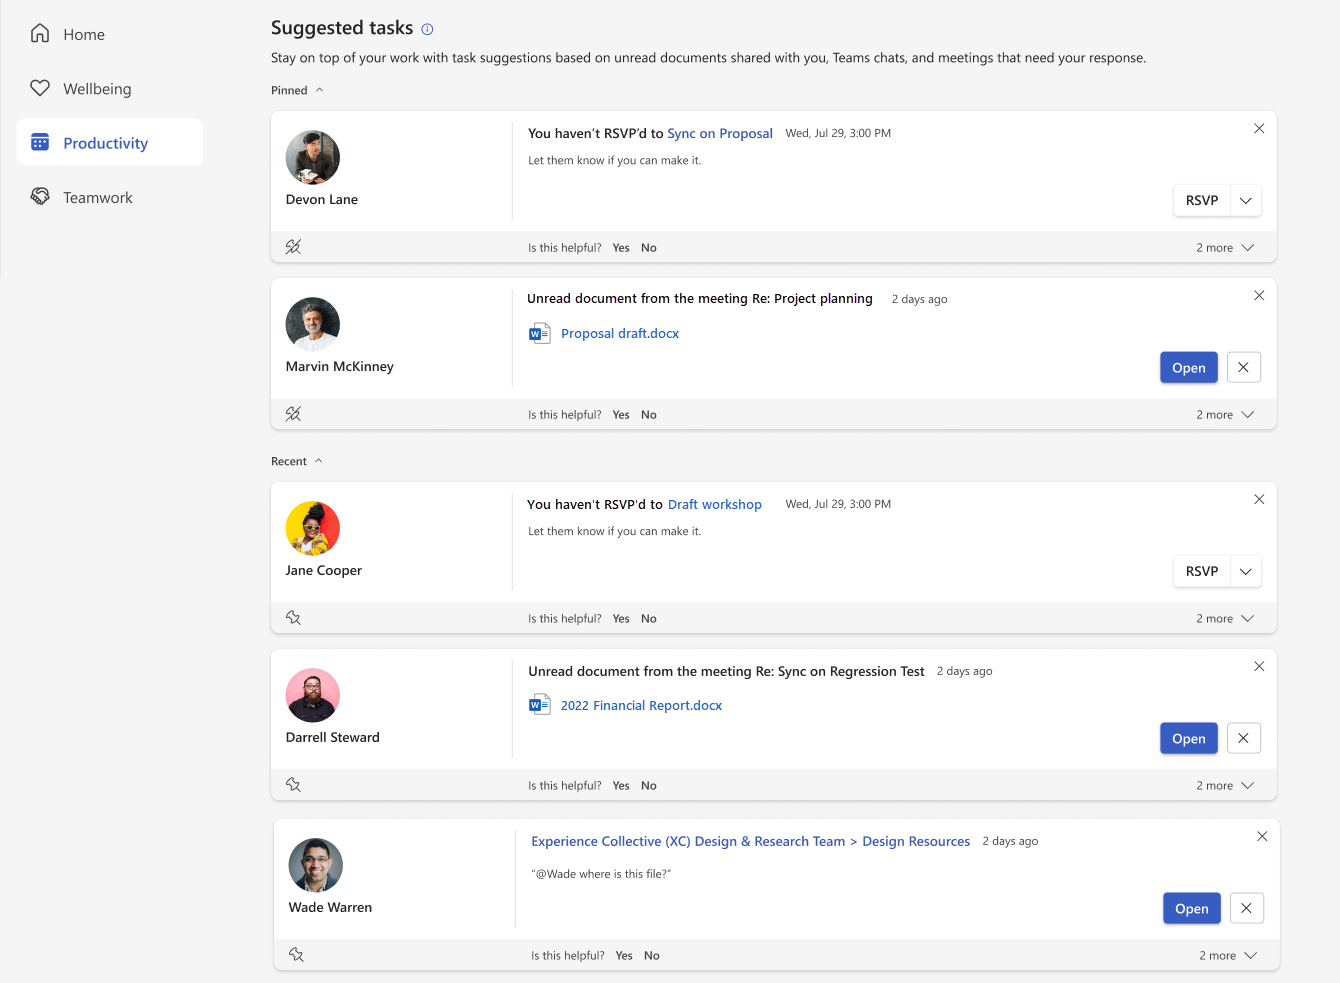 Home
Wellbeing
Productivity
Teamwork
Suggested tasks
Stay on top of your work with task suggestions based on unread documents shared with you, Teams chats, and meetings that need your response.
Pinned
You haven’t RSVP’d to Sync on Proposal Wed, Jul 29, 3:00 PM
Let them know if you can make it.
Devon Lane
RSVP
Is this helpful? Yes No
2 more
Unread document from the meeting Re: Project planning 2 days ago
W Proposal draft.docx
Marvin McKinney
Open
Is this helpful? Yes No
2 more
Recent
You haven't RSVP'd to Draft workshop Wed, Jul 29, 3:00 PM
Let them know if you can make it.
Jane Cooper
RSVP
Is this helpful? Yes No
2 more
Unread document from the meeting Re: Sync on Regression Test 2 days ago
W 2022 Financial Report.docx
Darrell Steward
Open
Is this helpful? Yes No
2 more
Experience Collective (XC) Design & Research Team > Design Resources 2 days ago
“@Wade where is this file?”
Wade Warren
Open
Is this helpful? Yes No
2 more